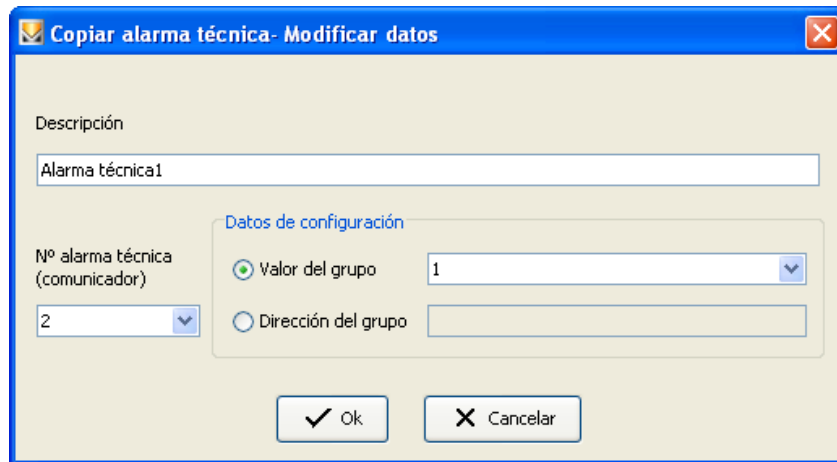 Copiar alarma técnica- Modificar datos
Descripción
Alarma técnica1
Datos de configuración
Nº alarma técnica
(comunicador)
2
Valor del grupo
1
Dirección del grupo
Ok
Cancelar